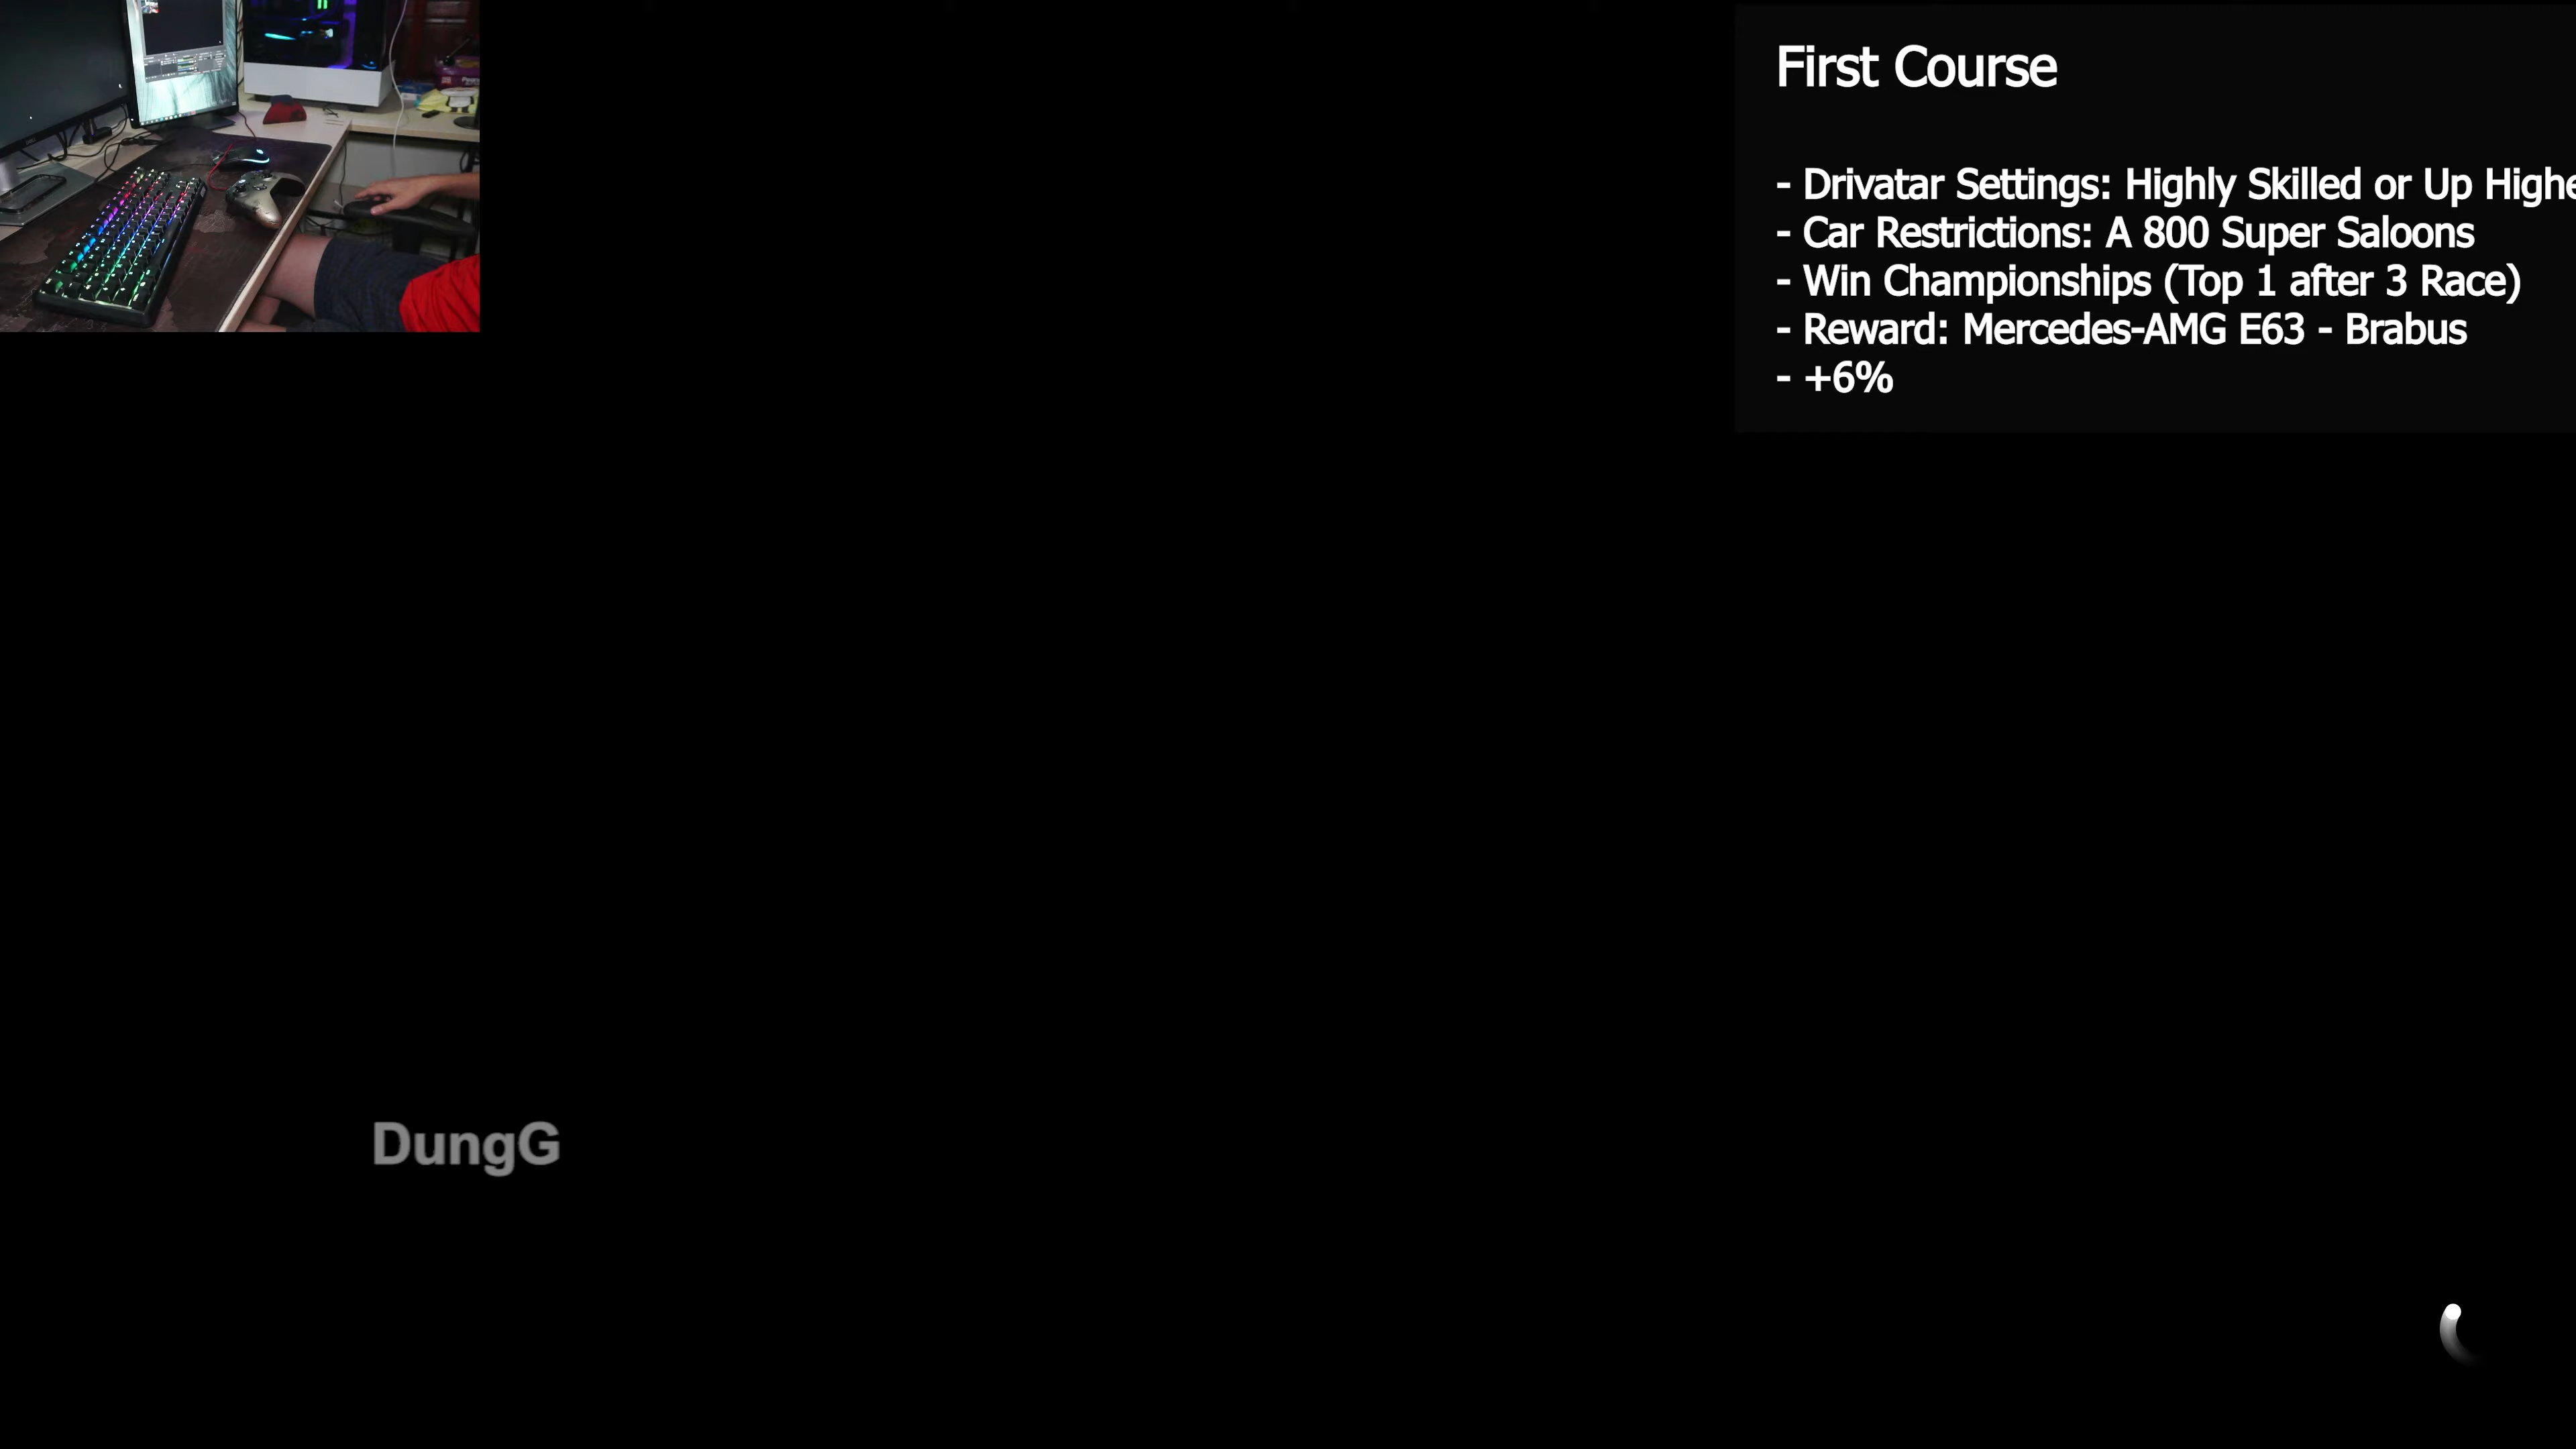 First Course
- Drivatar Settings: Highly Skilled or Up Highe
- Car Restrictions: A 800 Super Saloons
- Win Championships (Top 1 after 3 Race)
- Reward: Mercedes-AMG E63 - Brabus
- +6%
DungG